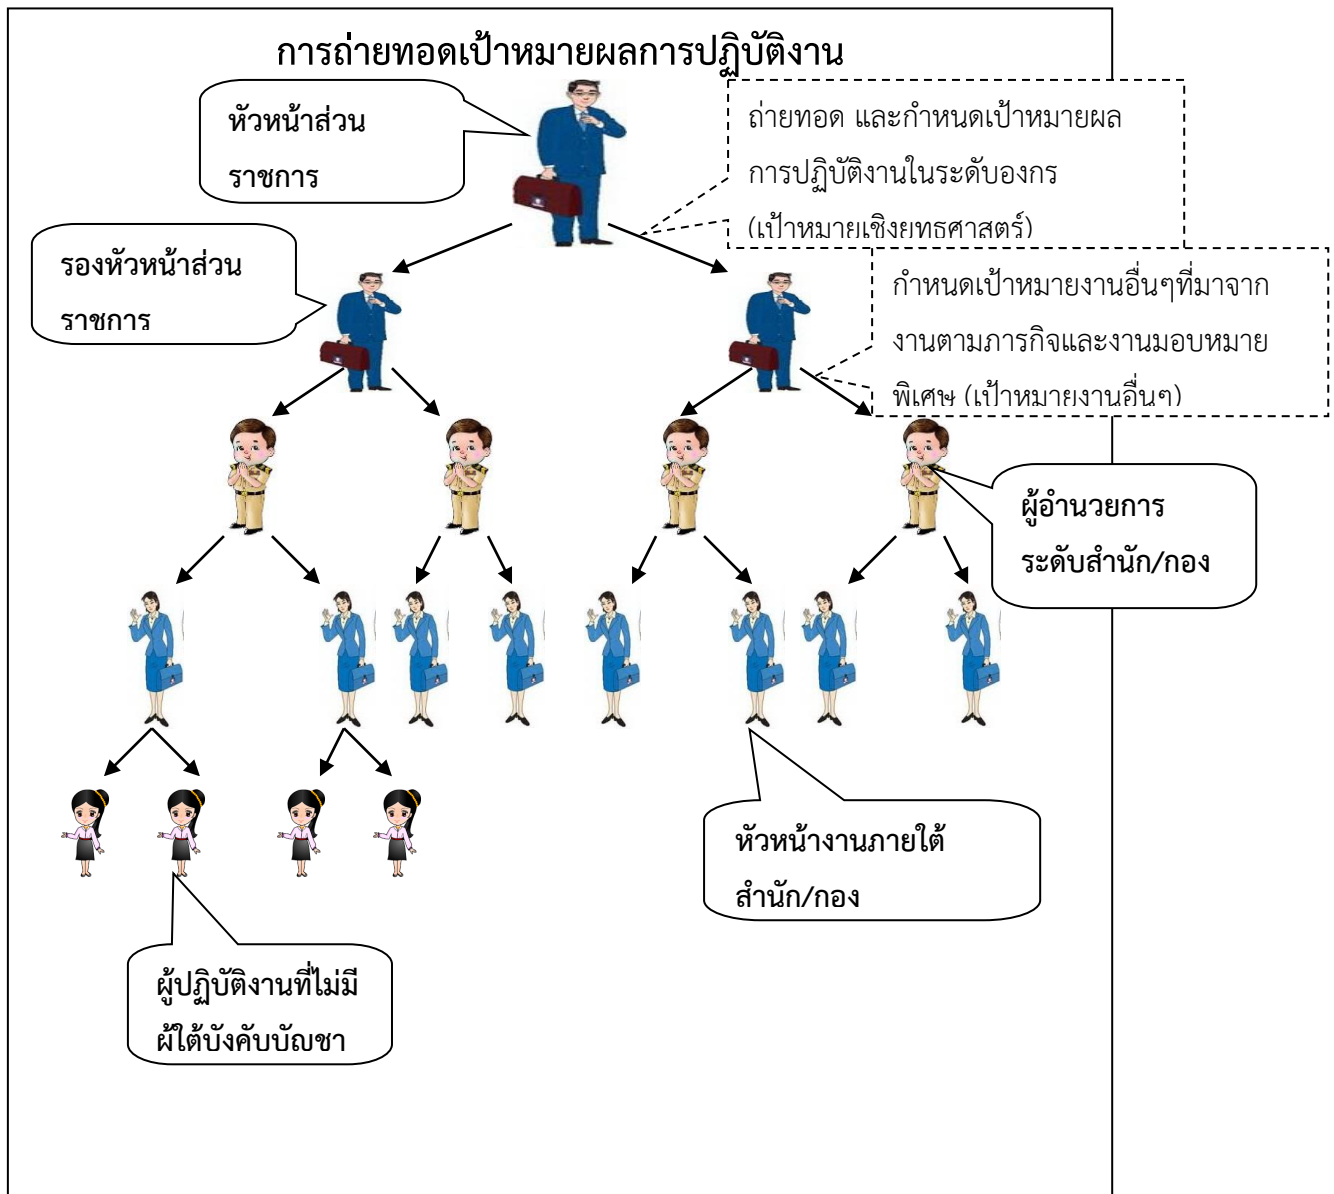 การถ่ายทอดเป้าหมายผลการปฏิบัติงาน
หัวหน้าส่วน
ราชการ
ถ่ายทอด และกำหนดเป้าหมายผล
การปฏิบัติงานในระดับองกร
(เป้าหมายเชิงยุทธศาสตร์)
รองหัวหน้าส่วน
ราชการ
กำหนดเป้าหมายงานอื่นๆที่มาจาก
งานตามภารกิจและงานมอบหมาย
พิเศษ (เป้าหมายงานอื่นๆ)
ผู้อำนวยการ
ระดับสำนัก/กอง
หัวหน้างานภายใต้
สำนัก/กอง
ผู้ปฏิบัติงานที่ไม่มี
ผู้ใต้บังคับบัญชา